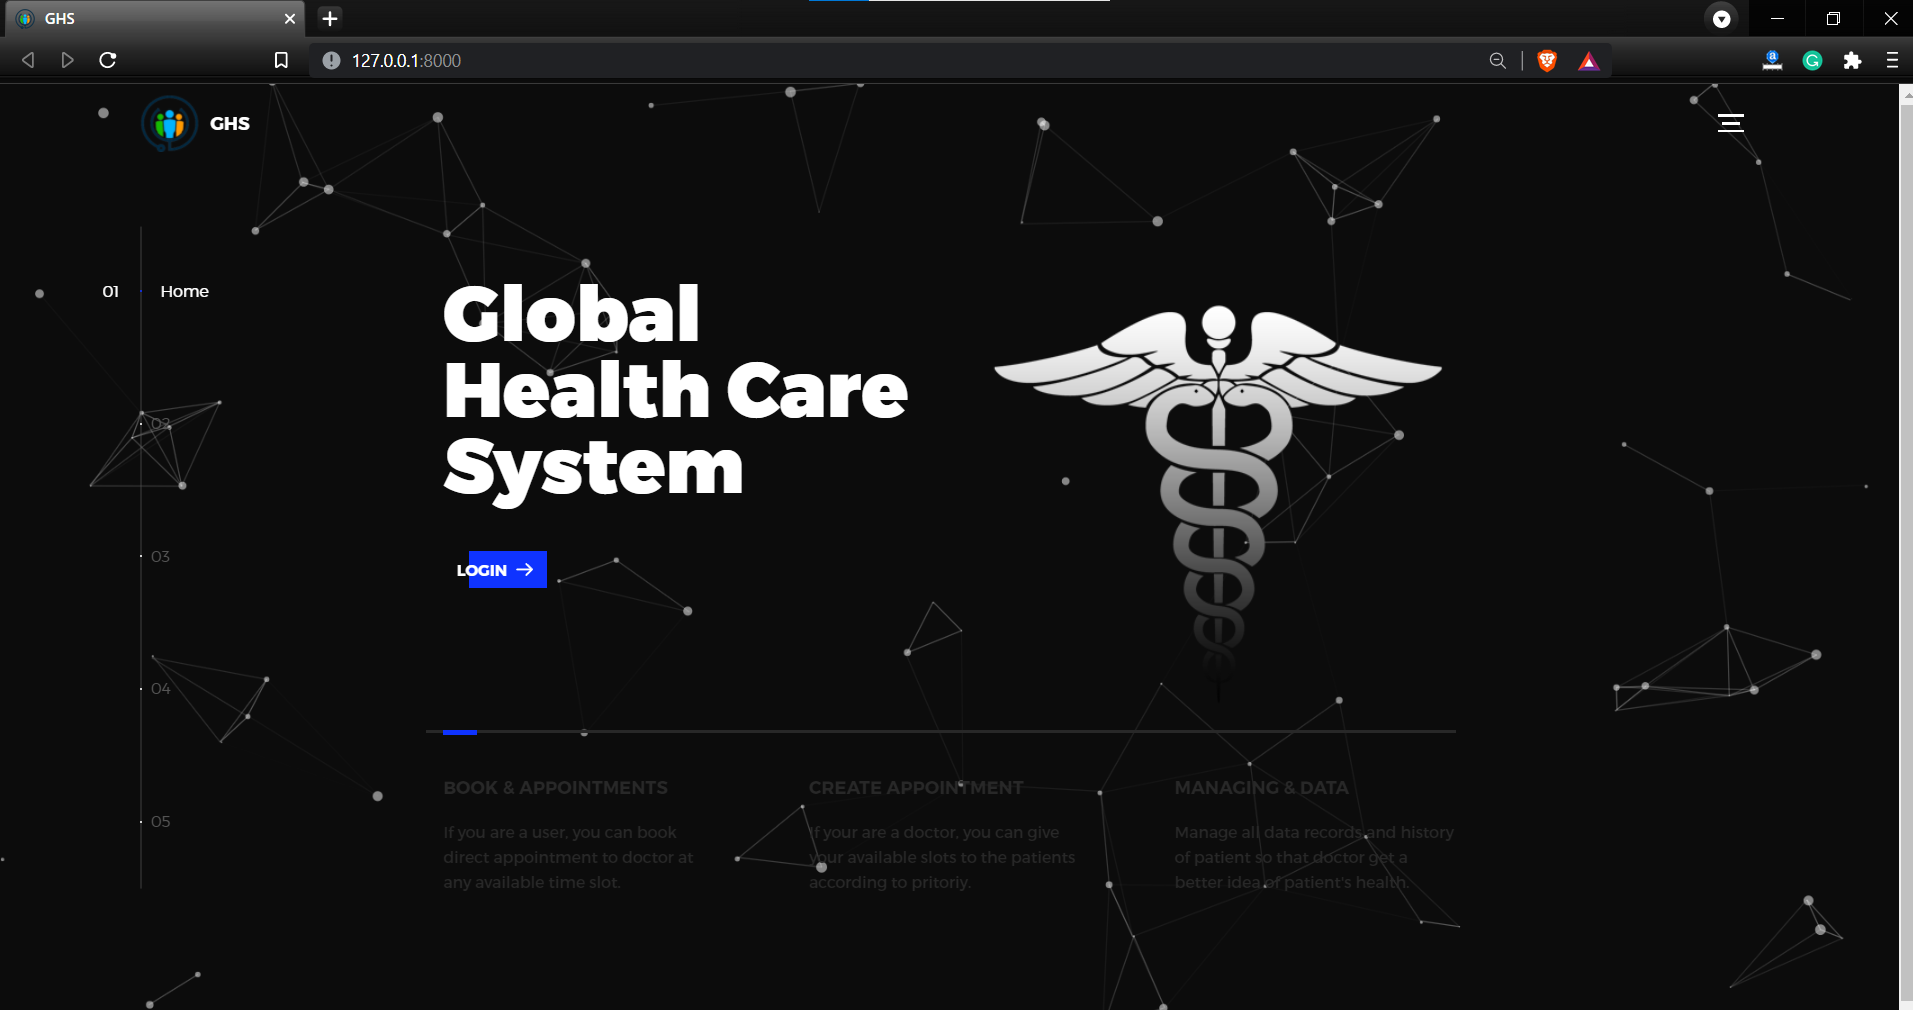 GHS
127.0.0.1:8000
GHS
01 Home
Global
Health Care
System
02
LOGIN →
03
04
05
BOOK & APPOINTMENTS
If you are a user, you can book
direct appointment to doctor at
any available time slot.
CREATE APPOINTMENT
If your are a doctor, you can give
your available slots to the patients
according to pritoriy.
MANAGING & DATA
Manage all data records and history
of patient so that doctor get a
better idea of patient's health.